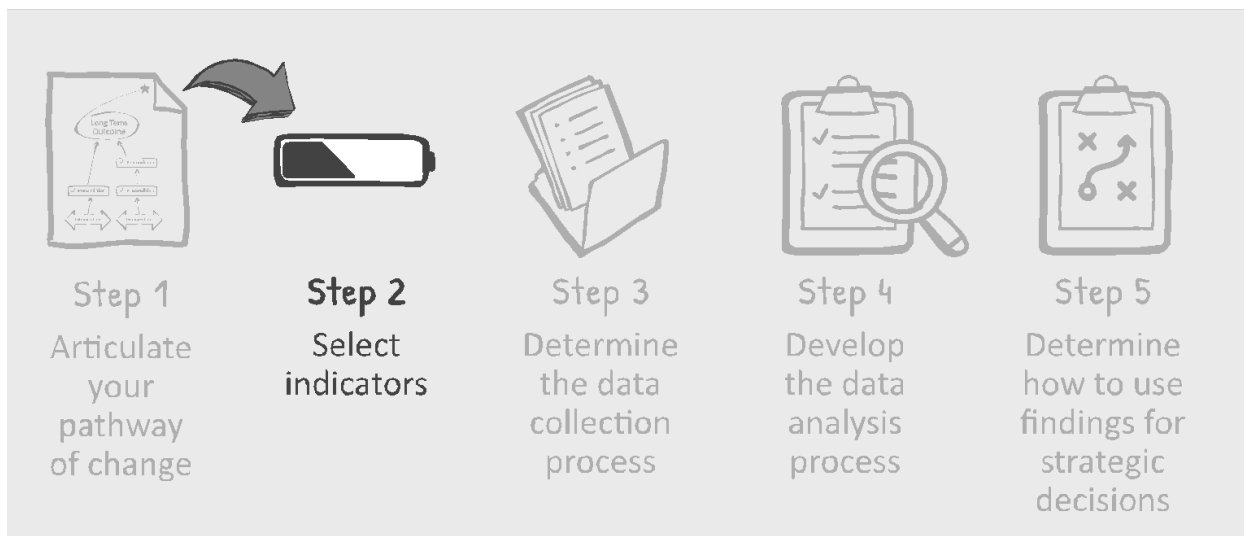 Long Term
Outcome
Step 1
Articulate
your
pathway
of change
Step 2
Select
indicators
Step 3
Determine
the data
collection
process
Step 4
Develop
the data
analysis
process
Step 5
Determine
how to use
findings for
strategic
decisions